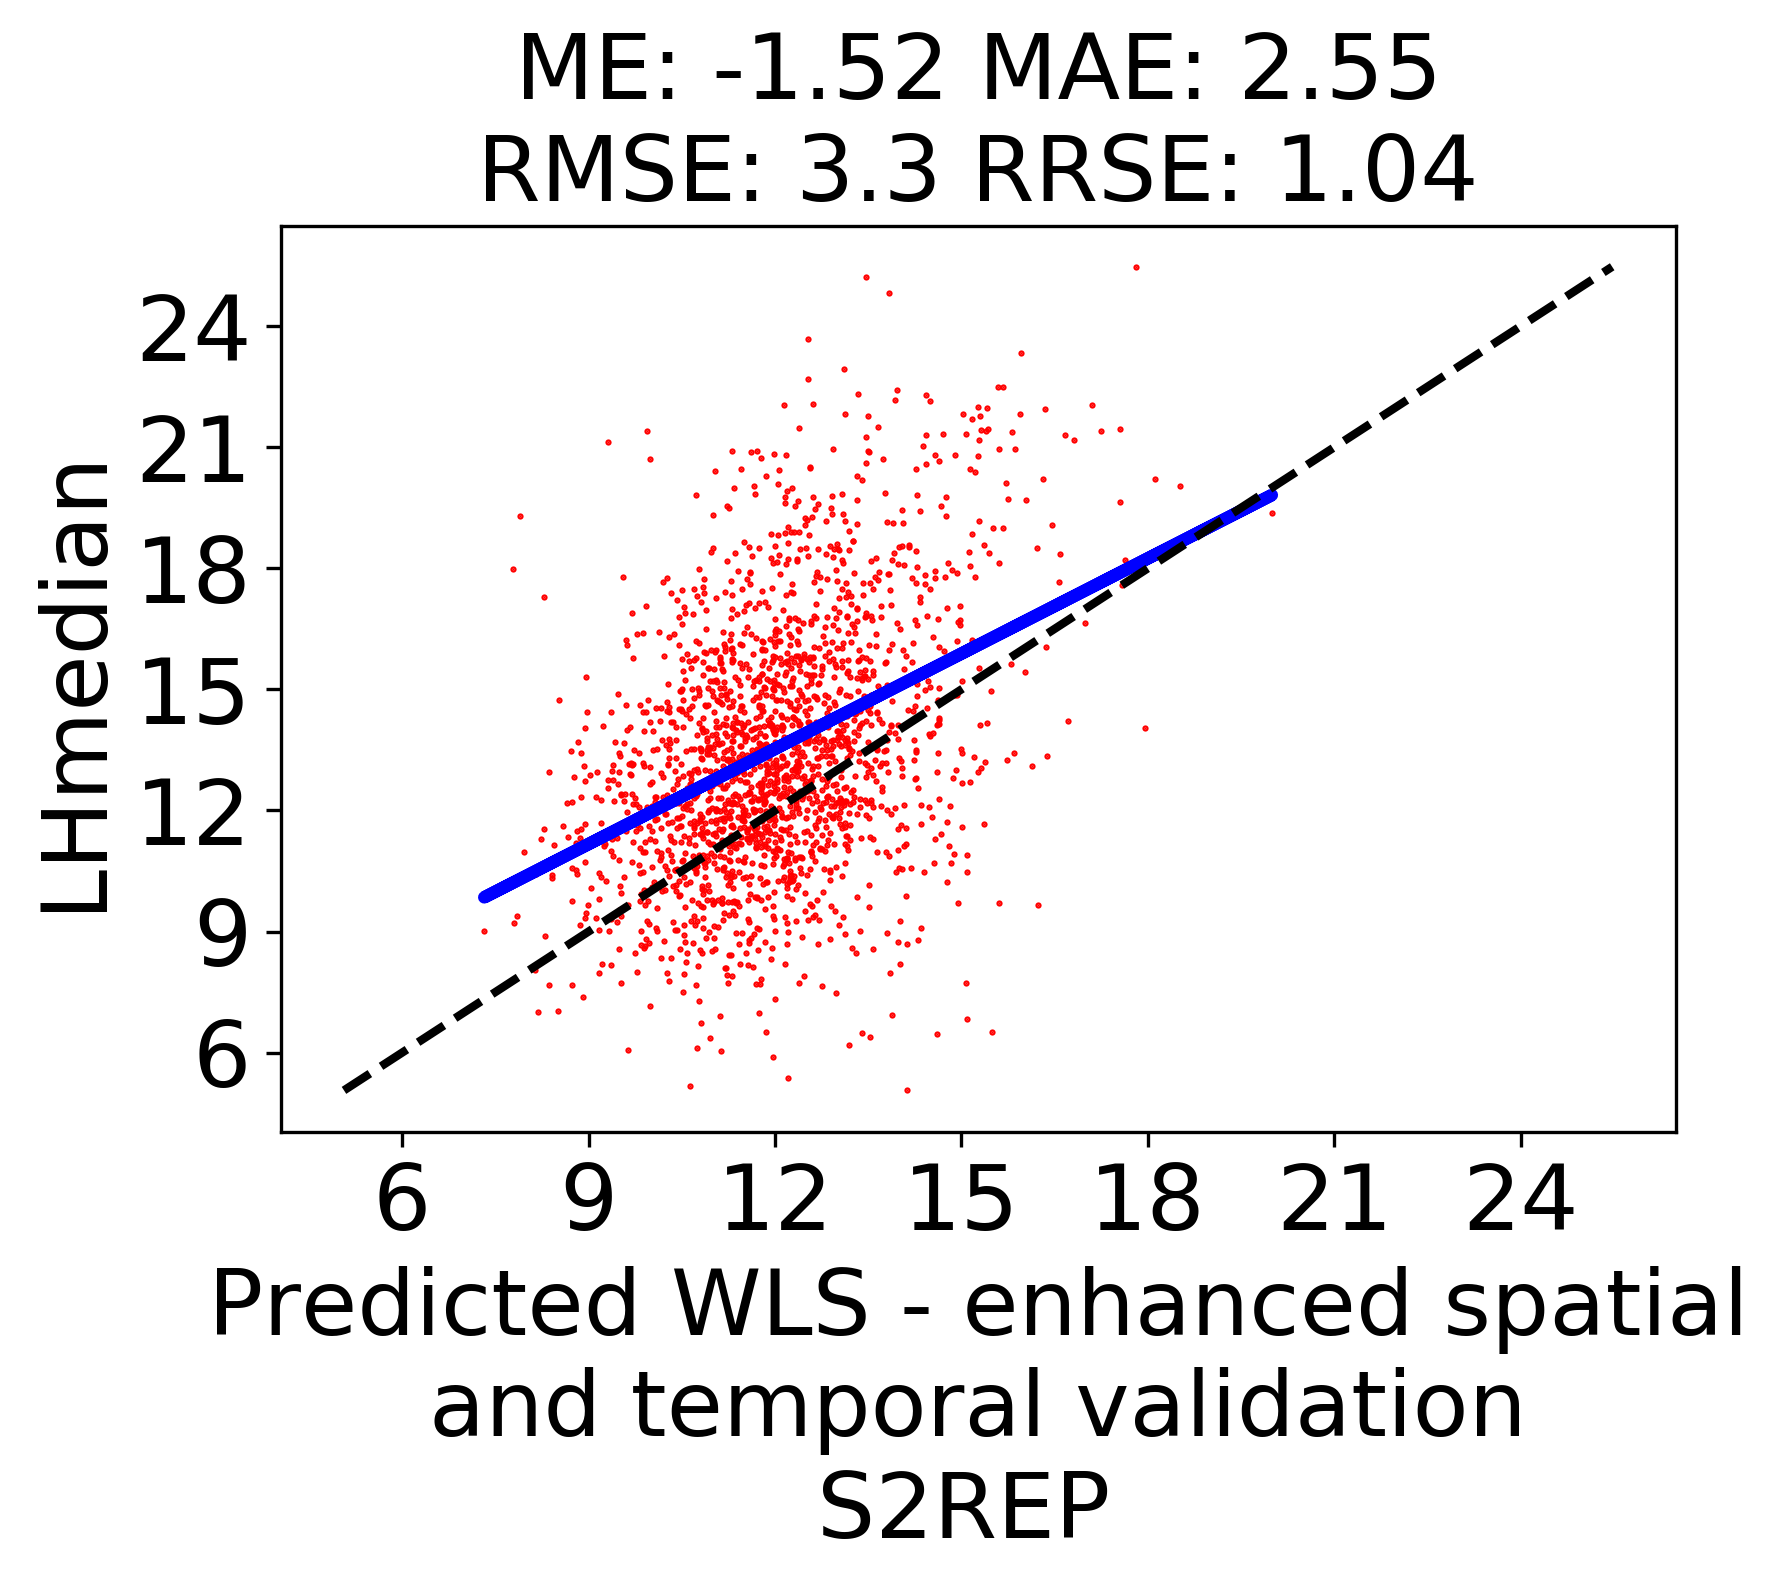 ME: -1.52 MAE: 2.55
RMSE: 3.3 RRSE: 1.04
LHmedian
24
21
18
15
12
9
6
6 9 12 15 18 21 24
Predicted WLS - enhanced spatial
and temporal validation
S2REP